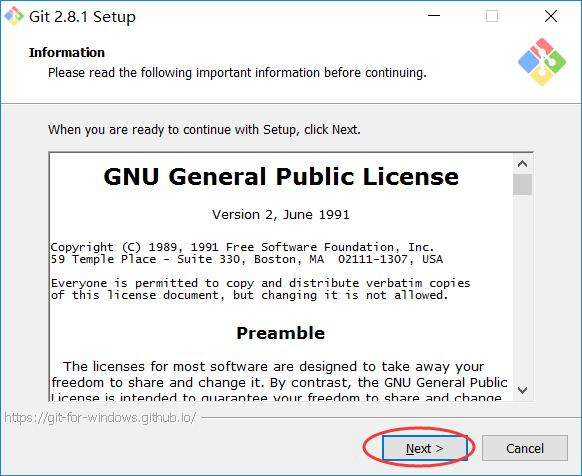 Git 2.8.1 Setup
Information
Please read the following important information before continuing.
When you are ready to continue with Setup, click Next.
GNU General Public License
Version 2, June 1991
Copyright (C) 1989, 1991 Free Software Foundation, Inc.
59 Temple Place - Suite 330, Boston, MA  02111-1307, USA
Everyone is permitted to copy and distribute verbatim copies
of this license document, but changing it is not allowed.
Preamble
The licenses for most software are designed to take away your
freedom to share and change it. By contrast, the GNU General Public
License is intended to guarantee your freedom to share and change
https://git-for-windows.github.io/
Next >
Cancel